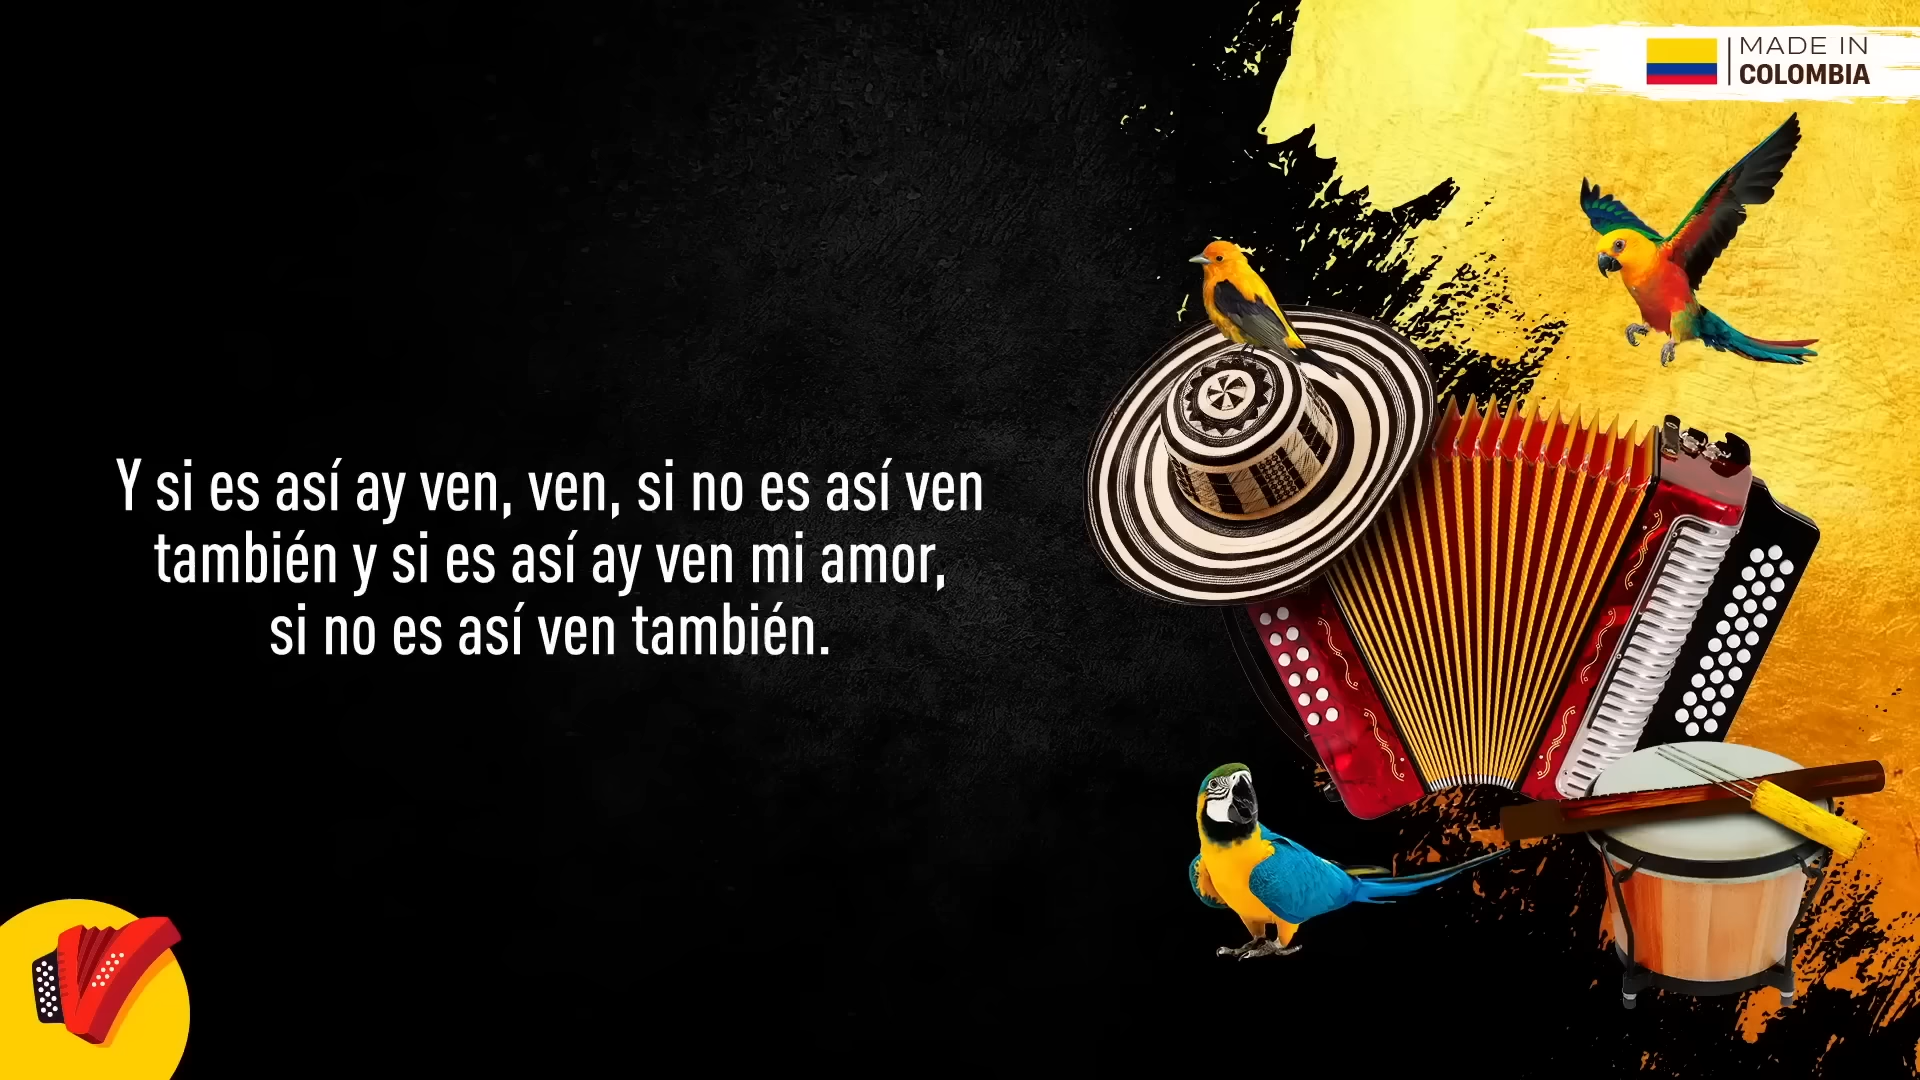 MADE IN
COLOMBIA
Y si es así ay ven, ven, si no es así ven
también y si es así ay ven mi amor,
si no es así ven también.